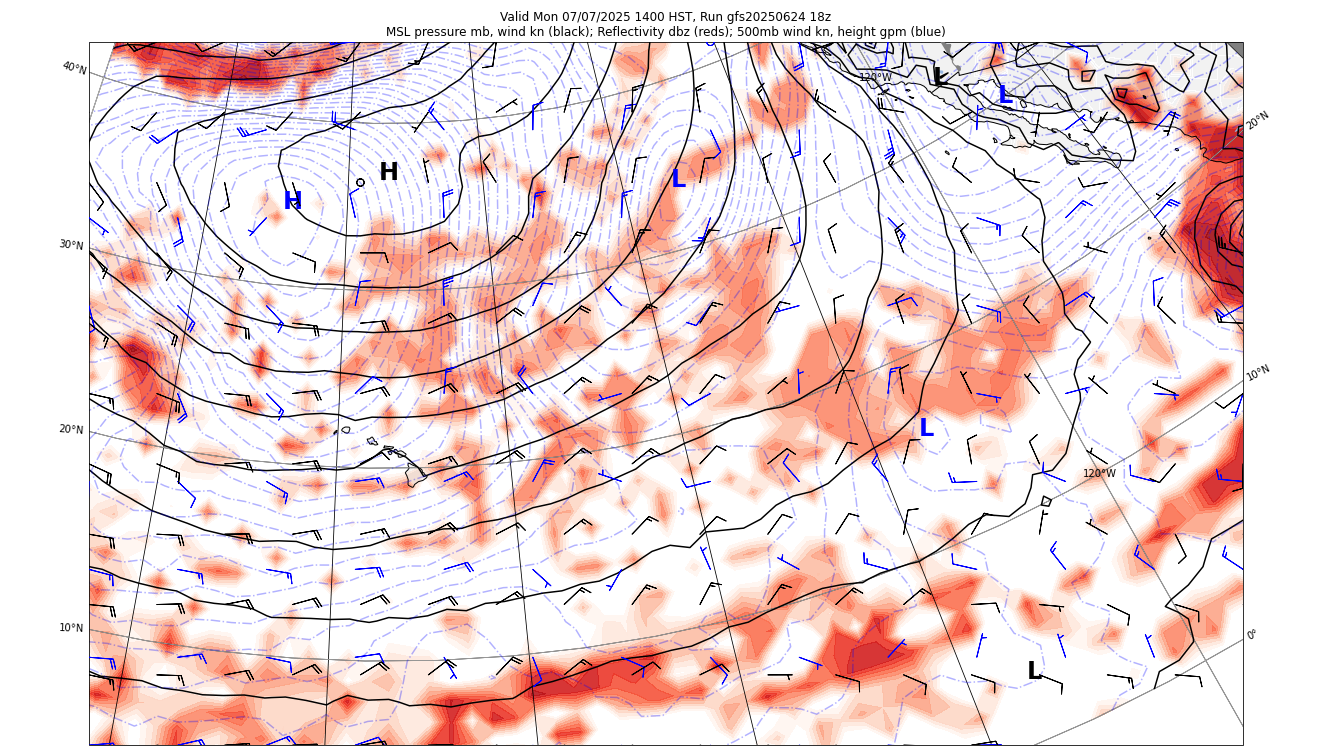 Valid Mon 07/07/2025 1400 HST, Run gfs20250624 18z
MSL pressure mb, wind kn (black); Reflectivity dbz (reds); 500mb wind kn, height gpm (blue)
40°N
120°W
L
L
20°N
H
H
L
30°N
10°N
20°N
L
120°W
10°N
0°
L